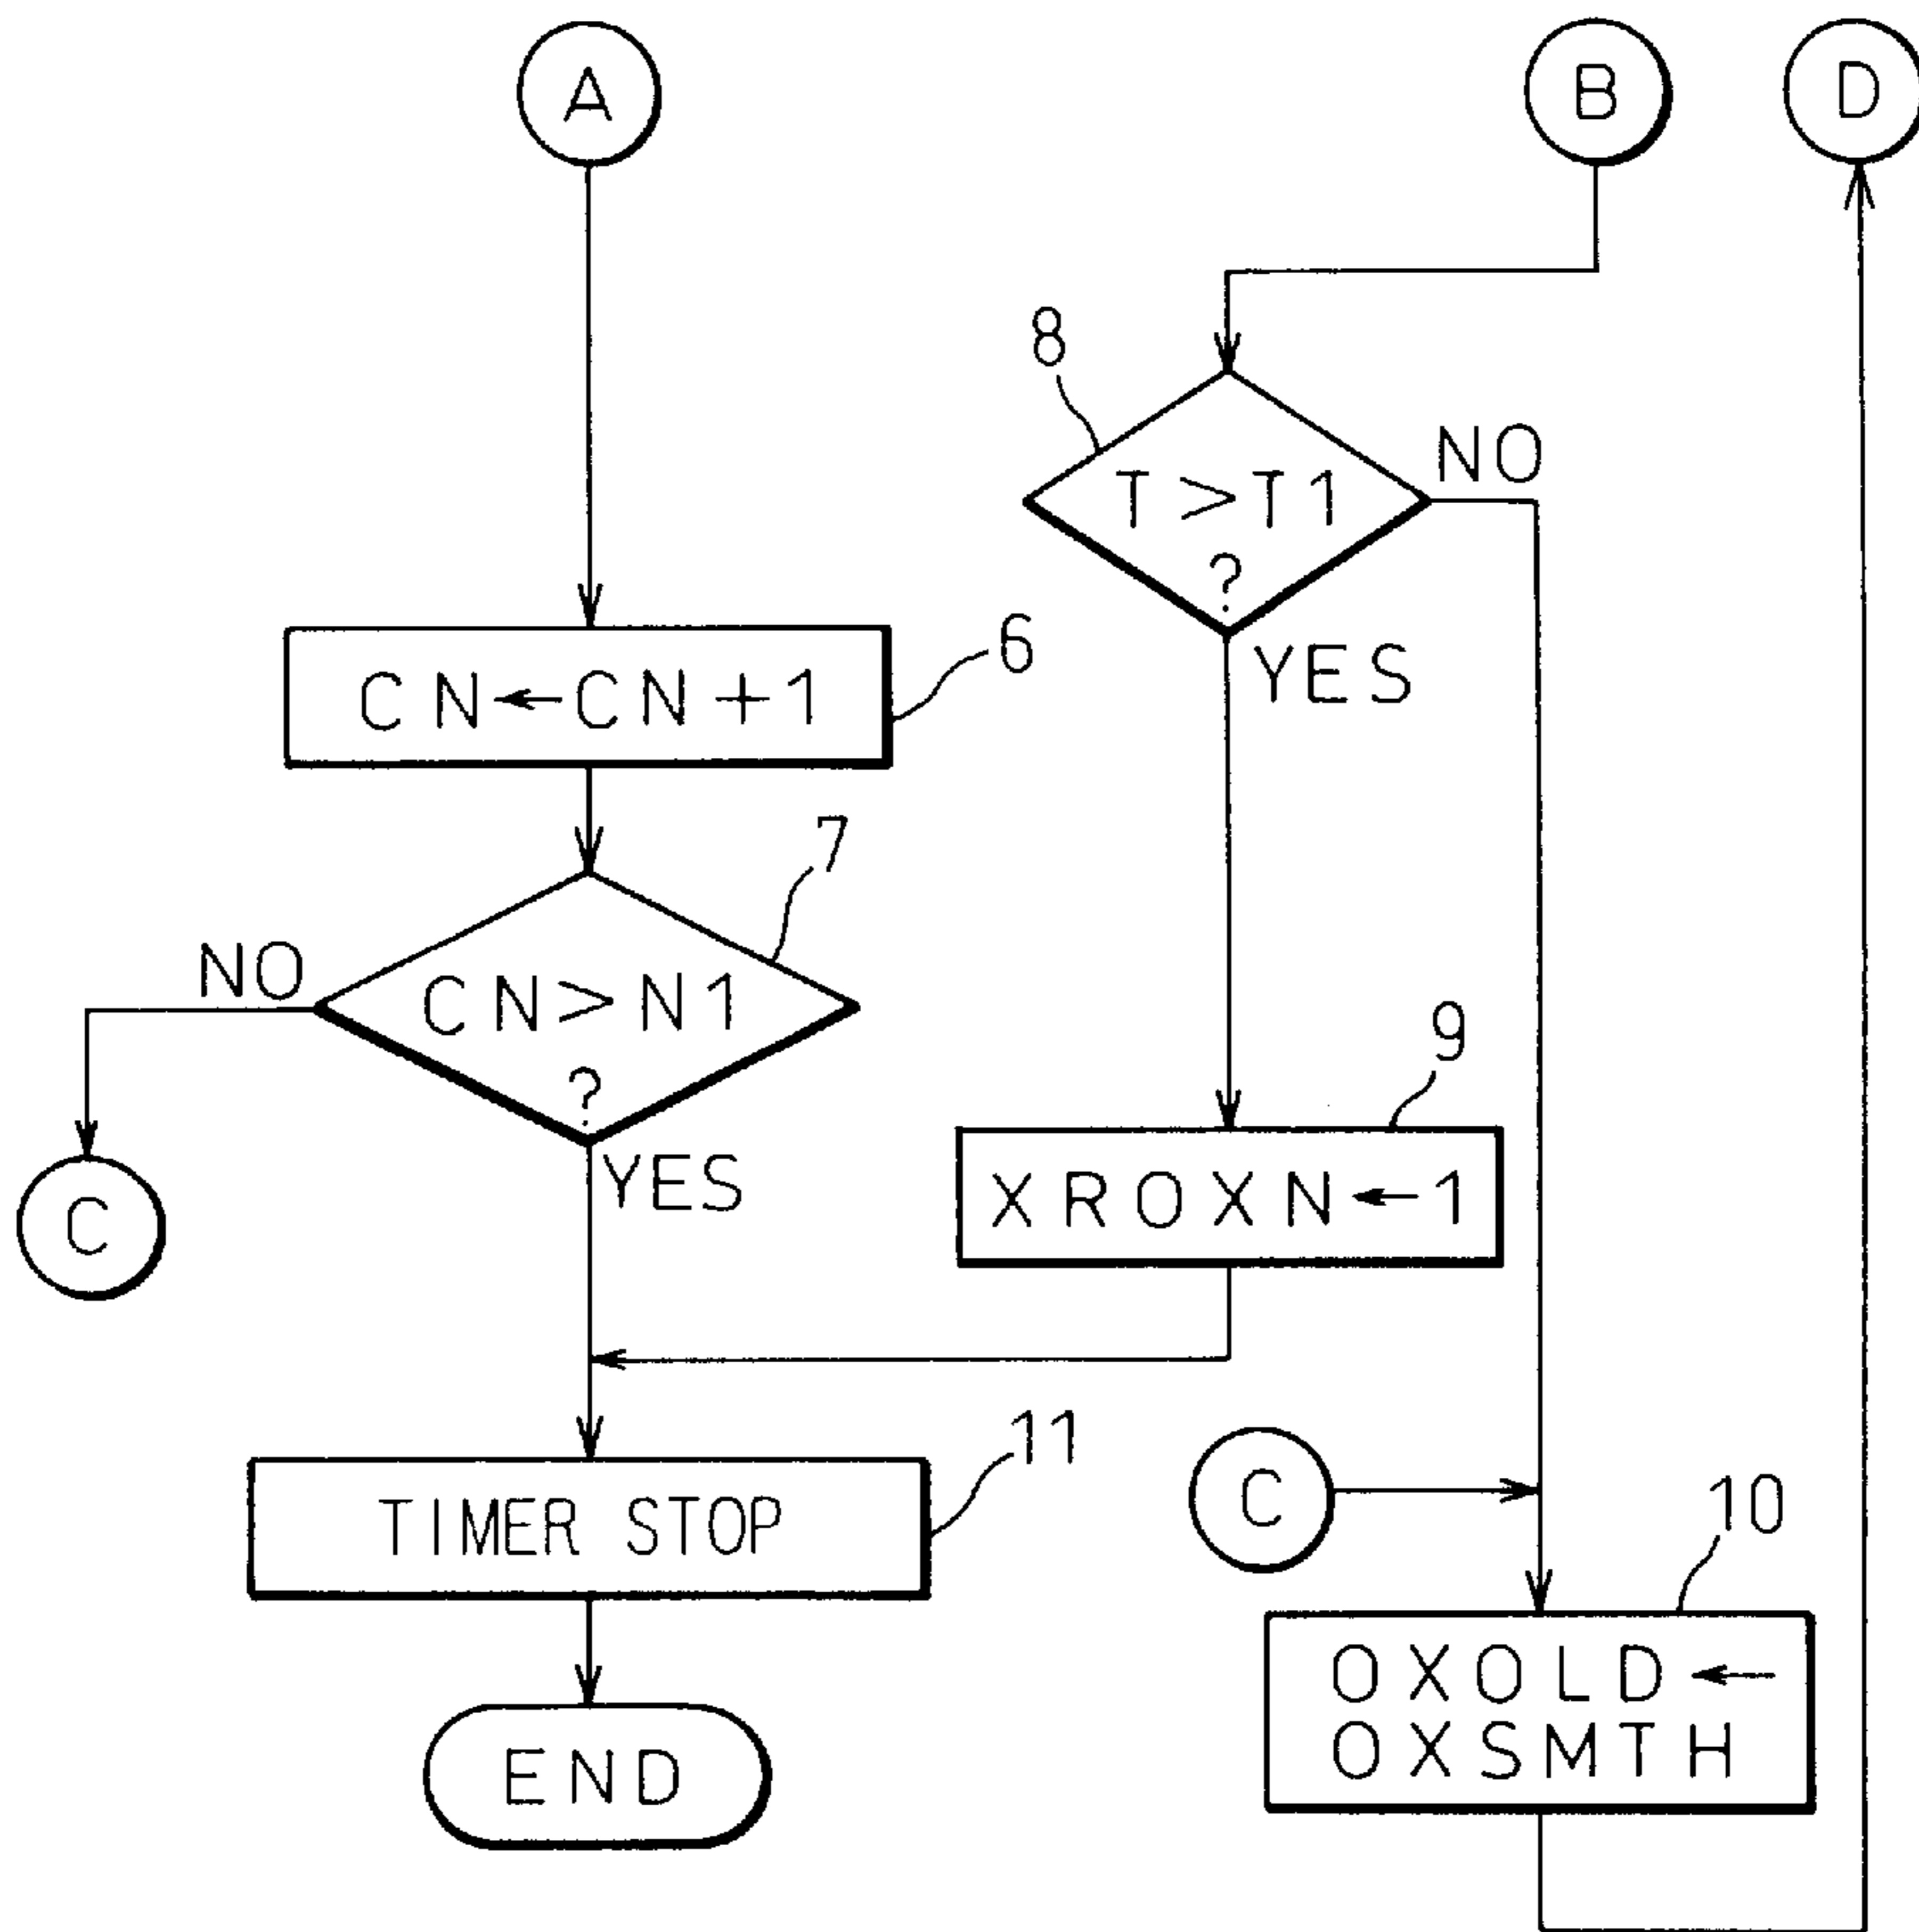 A
B
D
8
T>T1
?
NO
YES
6
CN←CN+1
7
CN>N1
?
NO
YES
C
9
XROXN←1
11
TIMER STOP
C
10
OXOLD←
OXSMTH
END